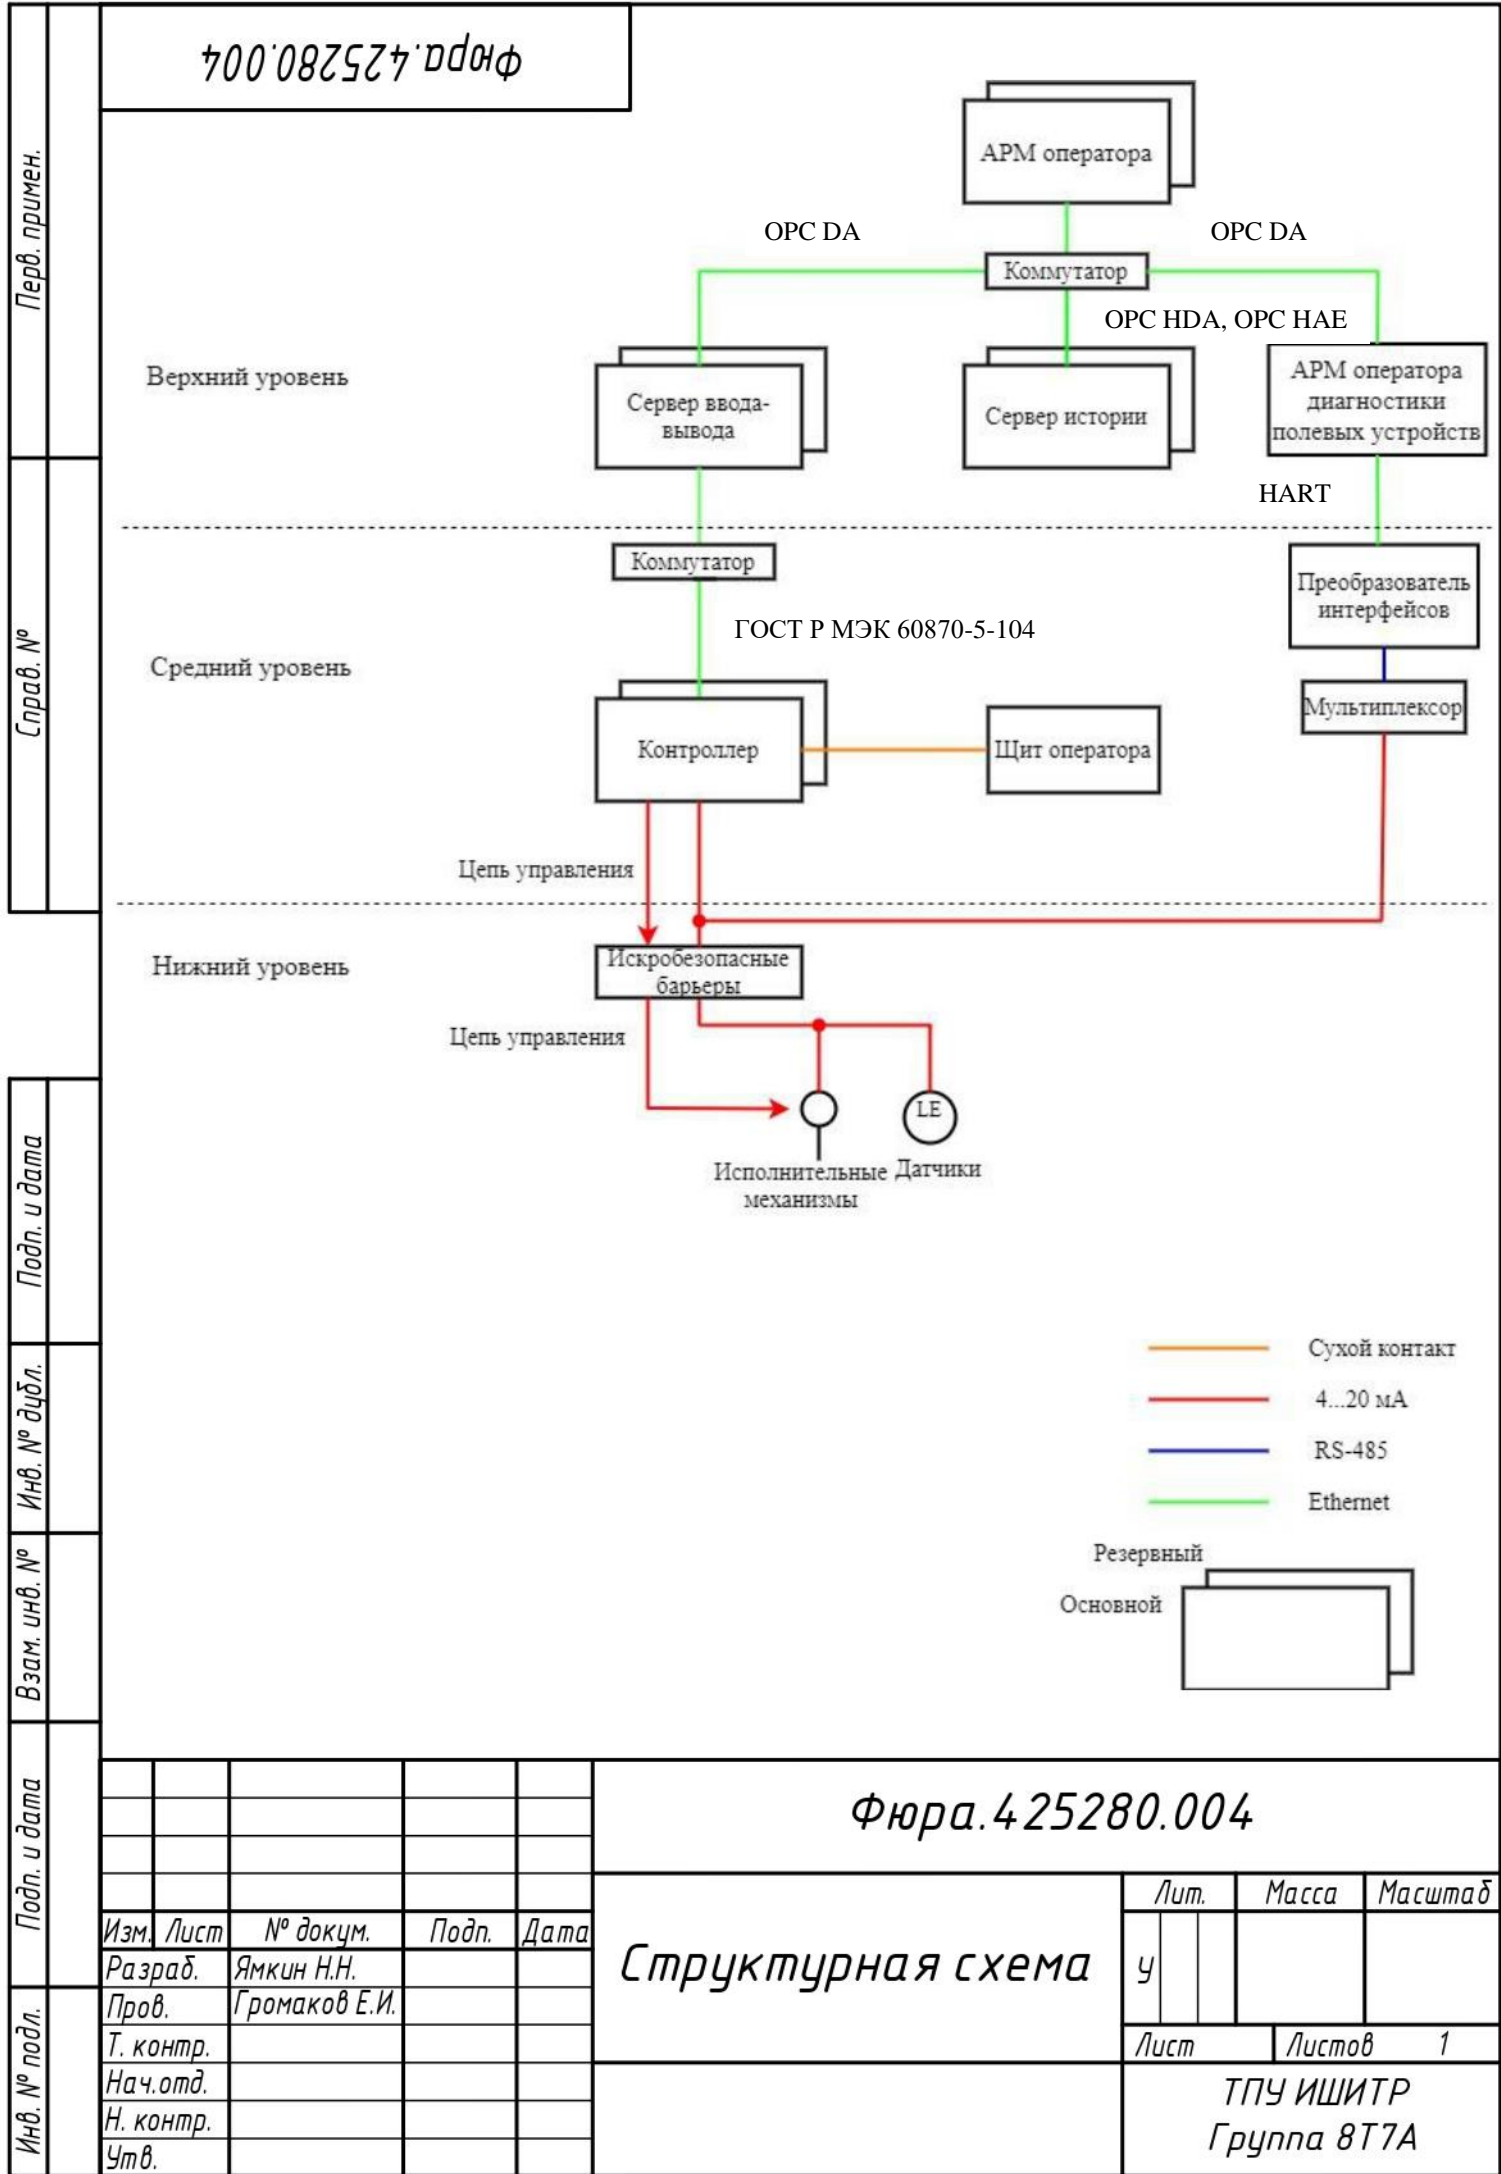 Фюра.425280.004
Перв. примен.
Справ. №
Подп. и дата
Инв. № дубл.
Взам. инв. №
Подп. и дата
Инв. № подл.
АРМ оператора
OPC DA
OPC DA
Коммутатор
OPC HDA, OPC HAE
Верхний уровень
Сервер ввода-
вывода
Сервер истории
АРМ оператора
диагностики
полевых устройств
HART
Коммутатор
Преобразователь
интерфейсов
ГОСТ Р МЭК 60870-5-104
Средний уровень
Мультиплексор
Контроллер
Щит оператора
Цепь управления
Нижний уровень
Искробезопасные
барьеры
Цепь управления
LE
Исполнительные
механизмы
Датчики
Сухой контакт
4...20 мА
RS-485
Ethernet
Резервный
Основной
Фюра.425280.004
Изм. Лист № докум. Подп. Дата
Разраб. Ямкин Н.Н.
Пров. Громаков Е.И.
Т. контр.
Нач.отд.
Н. контр.
Утв.
Структурная схема
Лит. Масса Масштаб
У
Лист Листов 1
ТПУ ИШИТР
Группа 8Т7А